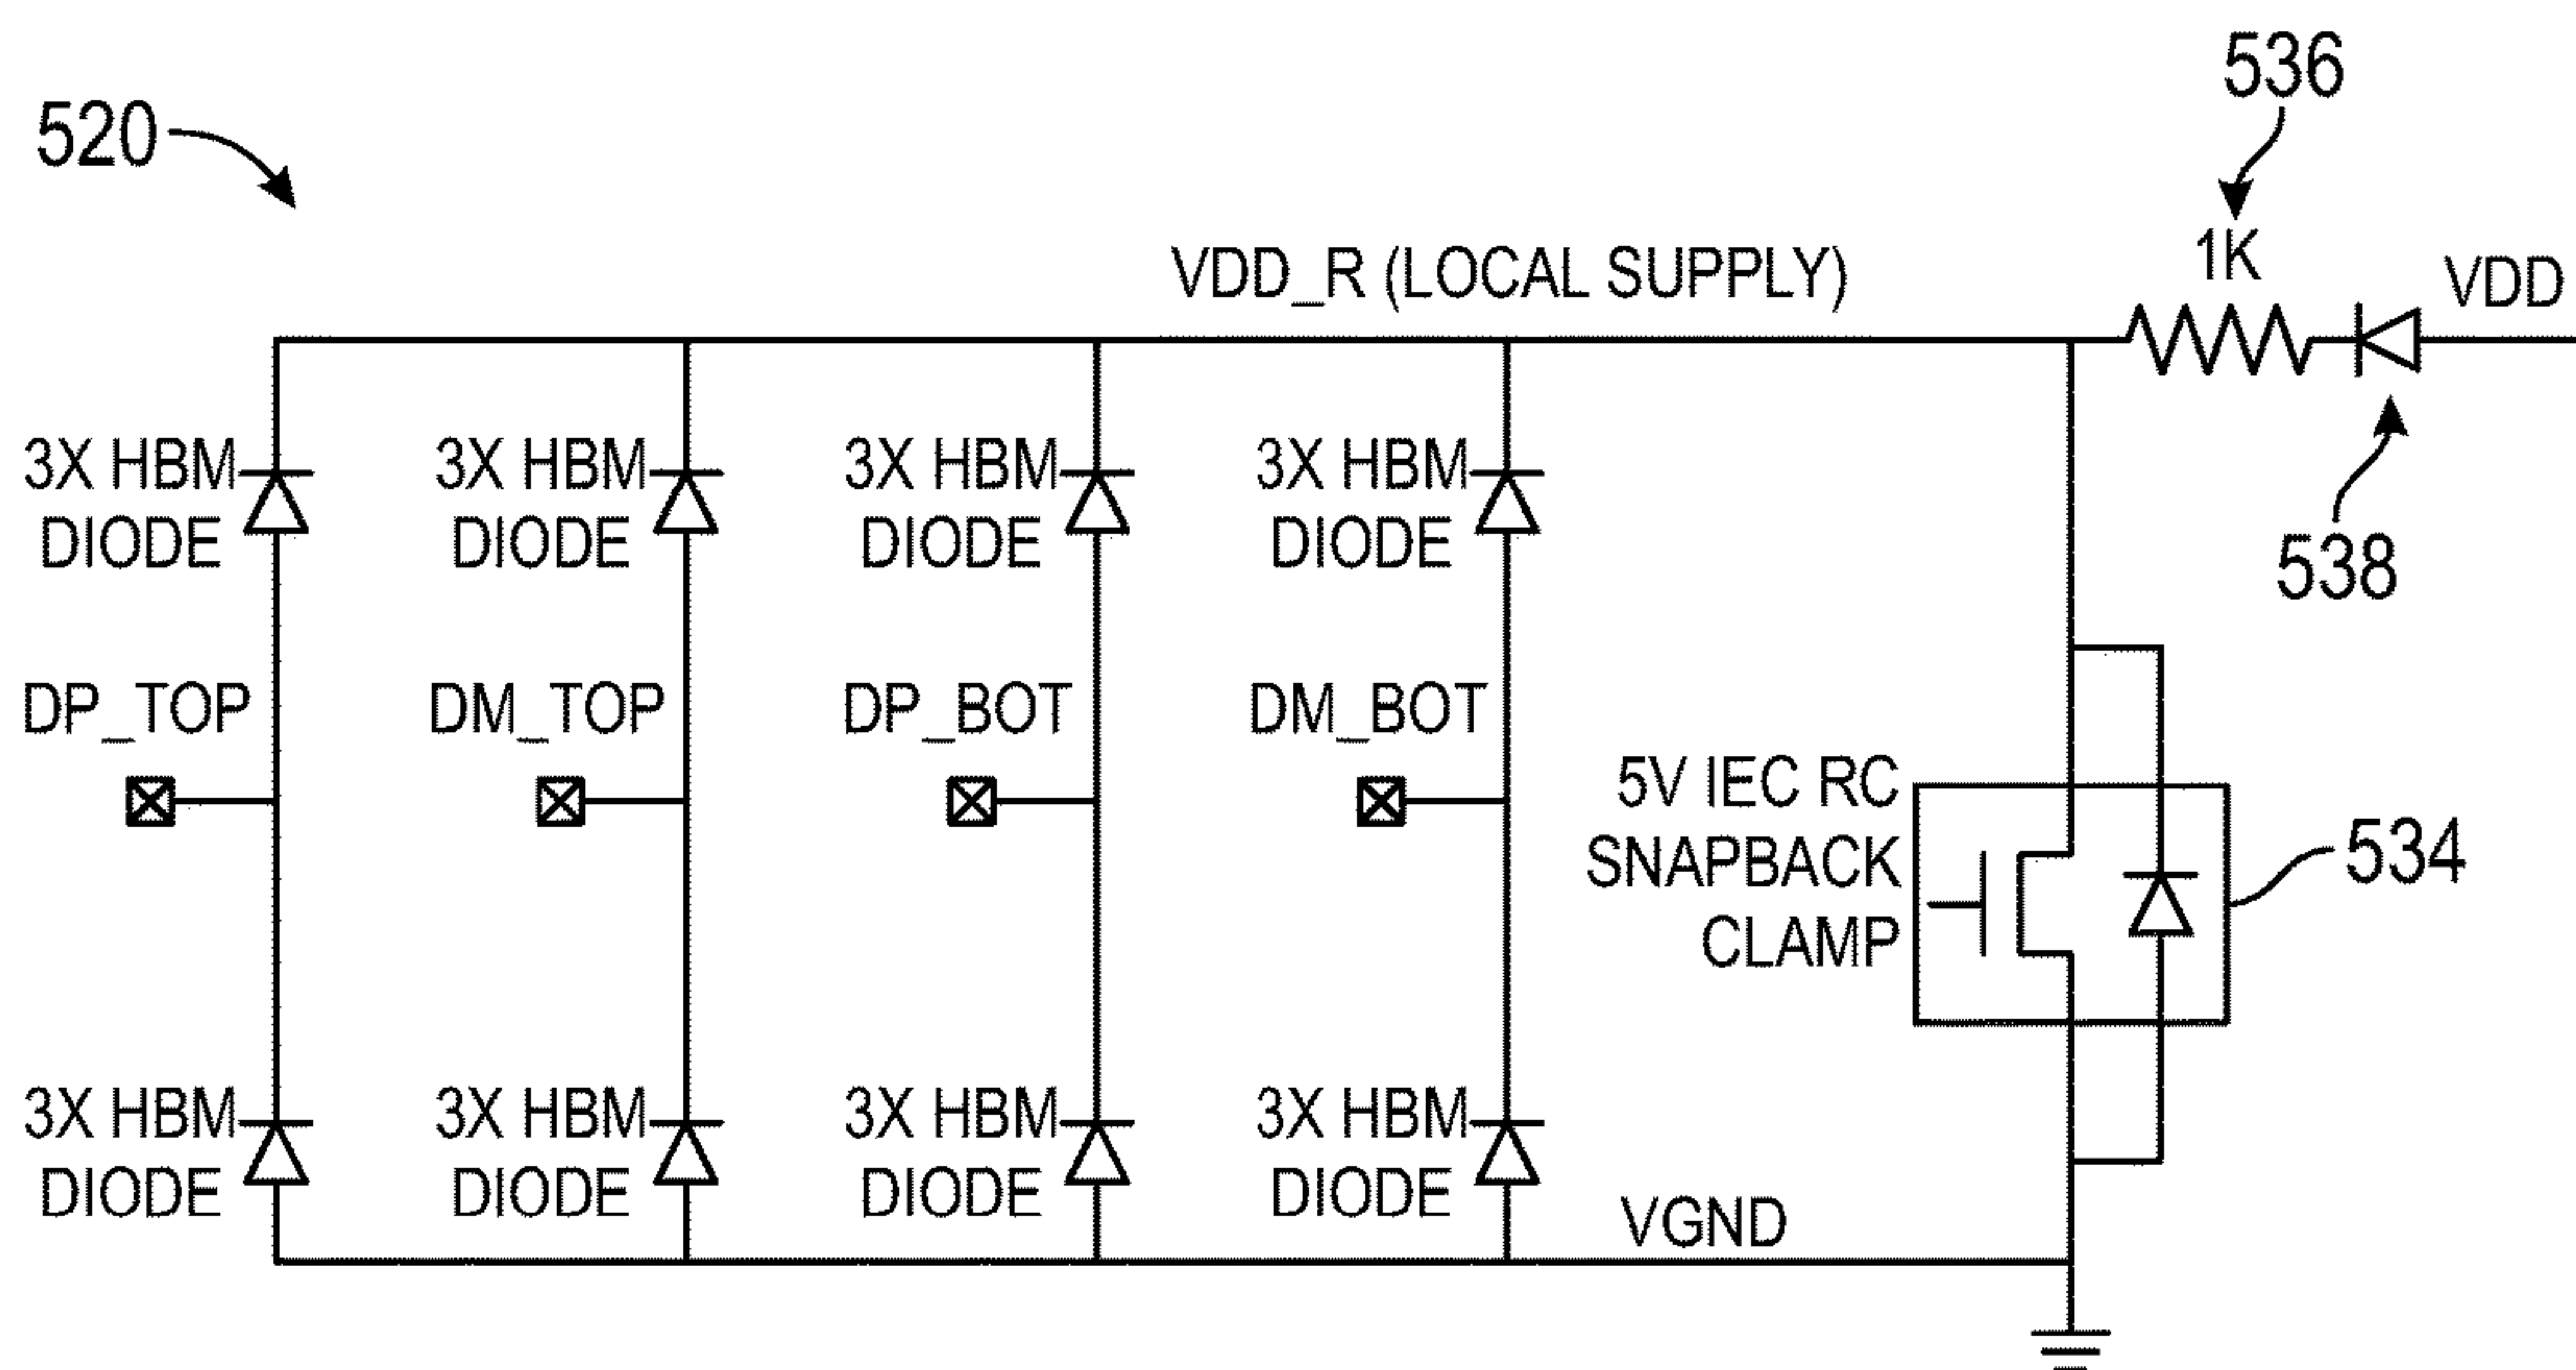 536
520
1K
VDD_R (LOCAL SUPPLY)
VDD
538
3X HBM
DIODE
3X HBM
DIODE
3X HBM
DIODE
3X HBM
DIODE
DP_TOP
DM_TOP
DP_BOT
DM_BOT
5V IEC RC
SNAPBACK
CLAMP
534
3X HBM
DIODE
3X HBM
DIODE
3X HBM
DIODE
3X HBM
DIODE
VGND